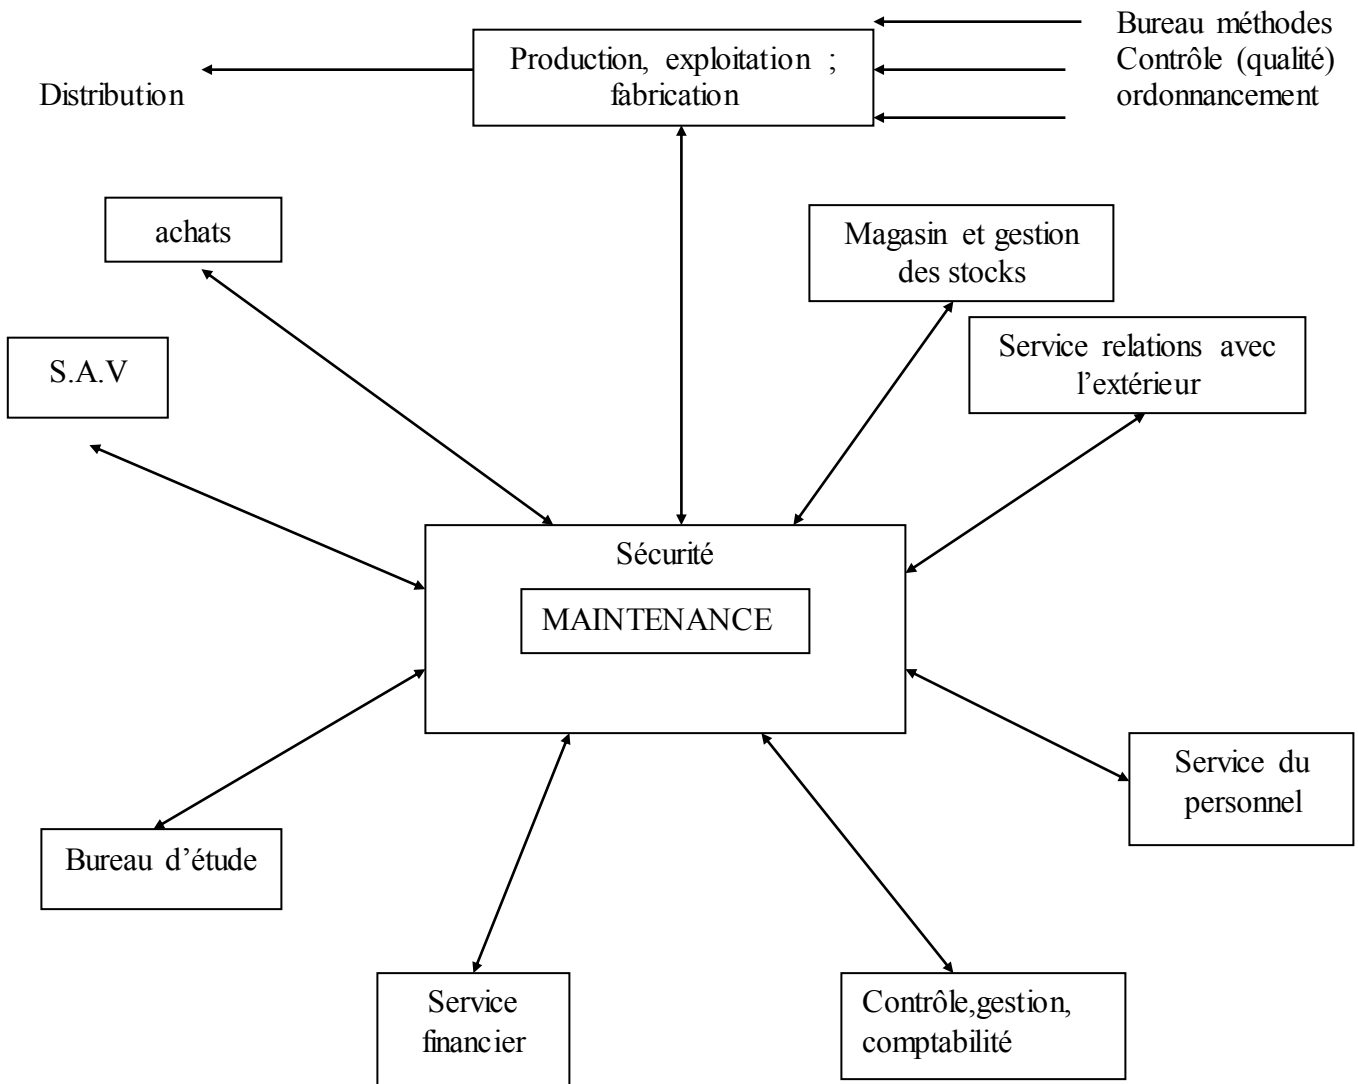 Bureau méthodes
Production, exploitation ;
Contrôle (qualité)
fabrication
Distribution
ordonnancement
achats
Magasin et gestion
des stocks
Service relations avec
l’extérieur
S.A.V
Sécurité
MAINTENANCE
Service du
personnel
Bureau d’étude
Service
financier
Contrôle,gestion,
comptabilité